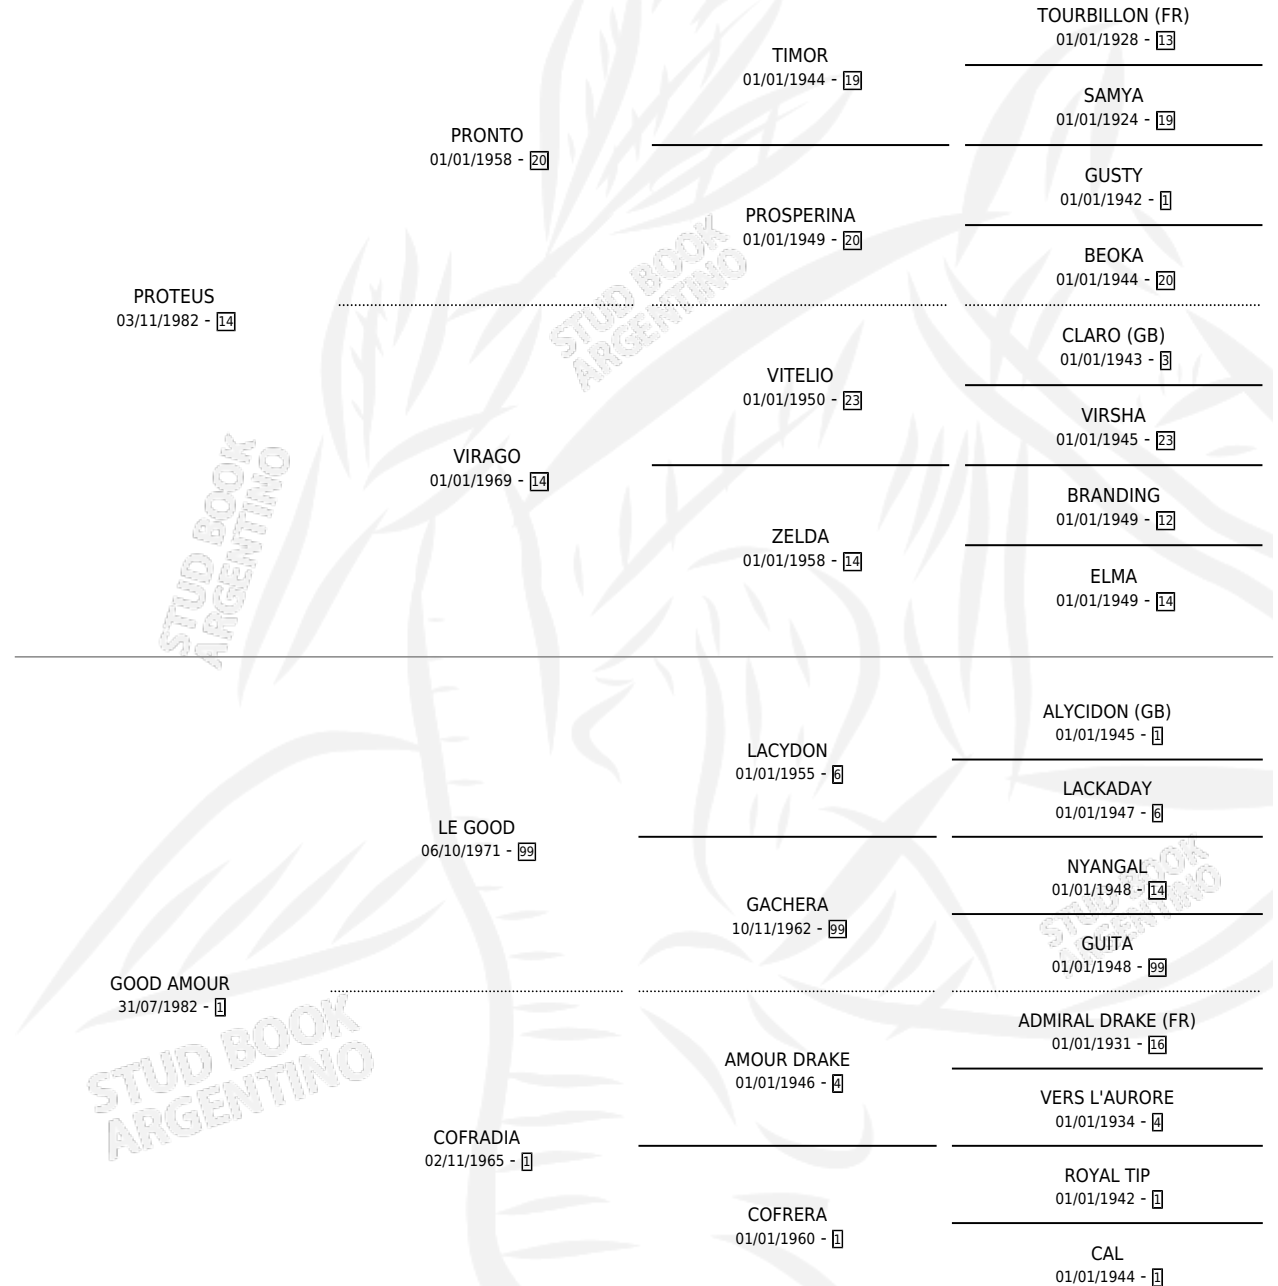 TOURBILLON (FR)
01/01/1928 - 13
TIMOR
01/01/1944 - 19
SAMYA
01/01/1924 - 19
PRONTO
01/01/1958 - 20
GUSTY
01/01/1942 - 1
PROSPERINA
01/01/1949 - 20
BEOKA
01/01/1944 - 20
PROTEUS
03/11/1982 - 14
STUD BOOK
ARGENTINO
CLARO (GB)
01/01/1943 - 3
VITELIO
01/01/1950 - 23
VIRSHA
01/01/1945 - 23
VIRAGO
01/01/1969 - 14
BRANDING
01/01/1949 - 12
ZELDA
01/01/1958 - 14
ELMA
01/01/1949 - 14
STUD BOOK
ARGENTINO
ALYCIDON (GB)
01/01/1945 - 1
LACYDON
01/01/1955 - 6
LACKADAY
01/01/1947 - 6
LE GOOD
06/10/1971 - 99
NYANGAL
01/01/1948 - 14
GACHERA
10/11/1962 - 99
STUD BOOK
ARGENTINO
GUITA
01/01/1948 - 99
GOOD AMOUR
31/07/1982 - 1
ADMIRAL DRAKE (FR)
01/01/1931 - 16
AMOUR DRAKE
01/01/1946 - 4
STUD BOOK
ARGENTINO
VERS L'AURORE
01/01/1934 - 4
COFRADIA
02/11/1965 - 1
ROYAL TIP
01/01/1942 - 1
COFRERA
01/01/1960 - 1
CAL
01/01/1944 - 1